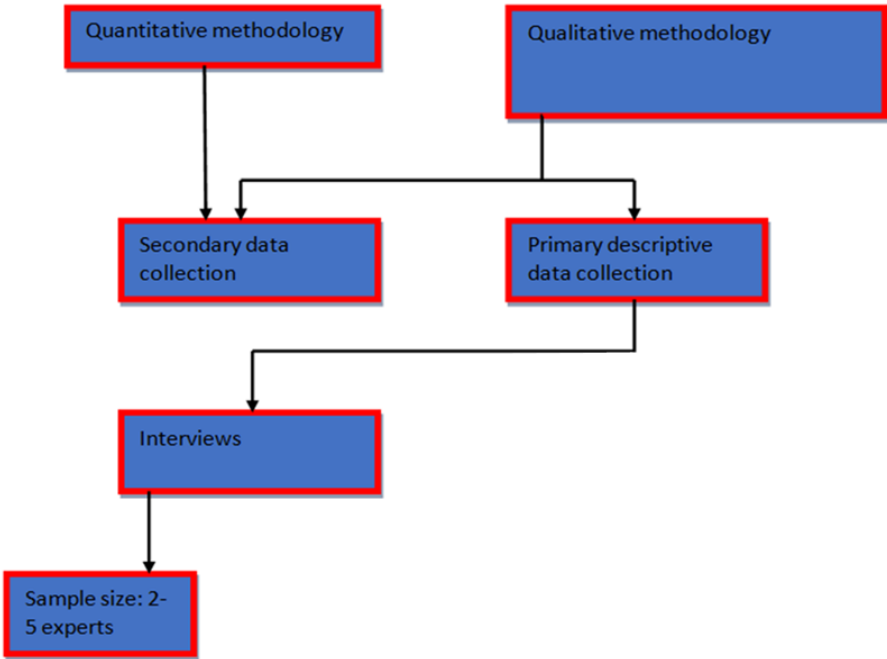 Quantitative methodology
Qualitative methodology
Secondary data
collection
Primary descriptive
data collection
Interviews
Sample size: 2-
5 experts